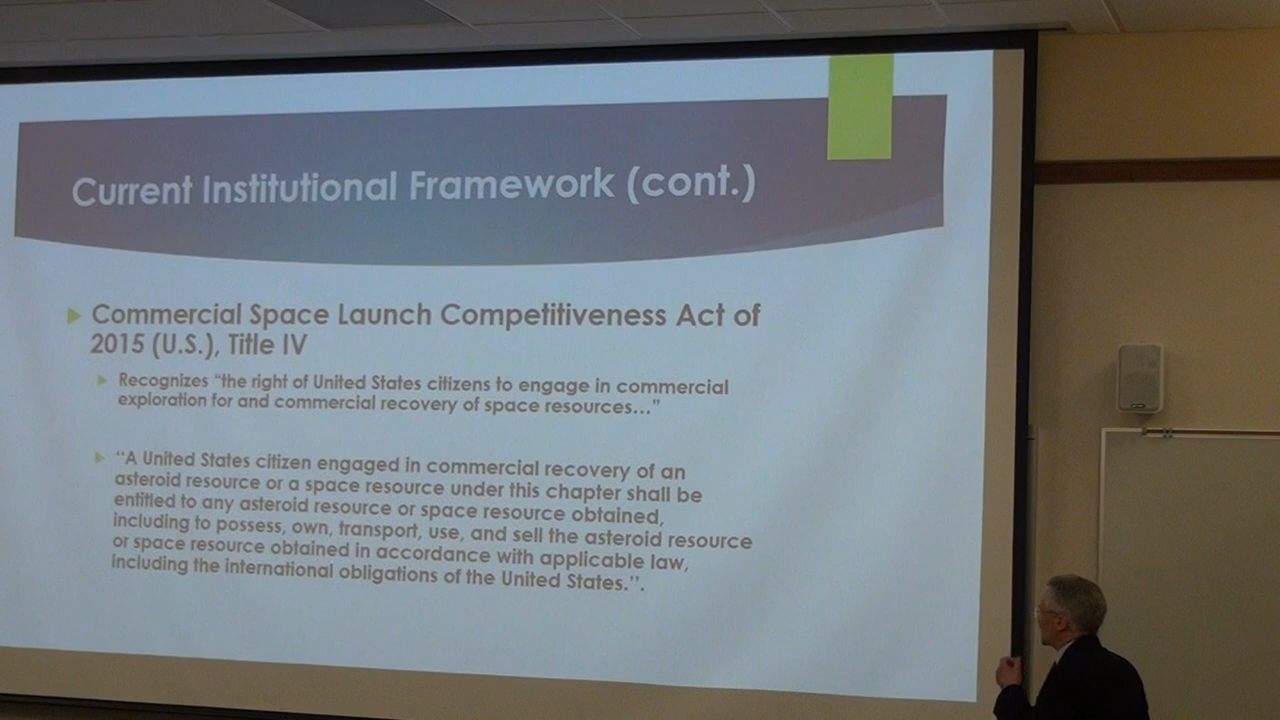 Current Institutional Framework (cont.)
Commercial Space Launch Competitiveness Act of
2015 (U.S.), Title IV
Recognizes “the right of United States citizens to engage in commercial
exploration for and commercial recovery of space resources…”
“A United States citizen engaged in commercial recovery of an
asteroid resource or a space resource under this chapter shall be
entitled to any asteroid resource or space resource obtained,
including to possess, own, transport, use, and sell the asteroid resource
or space resource obtained in accordance with applicable law,
including the international obligations of the United States.”.